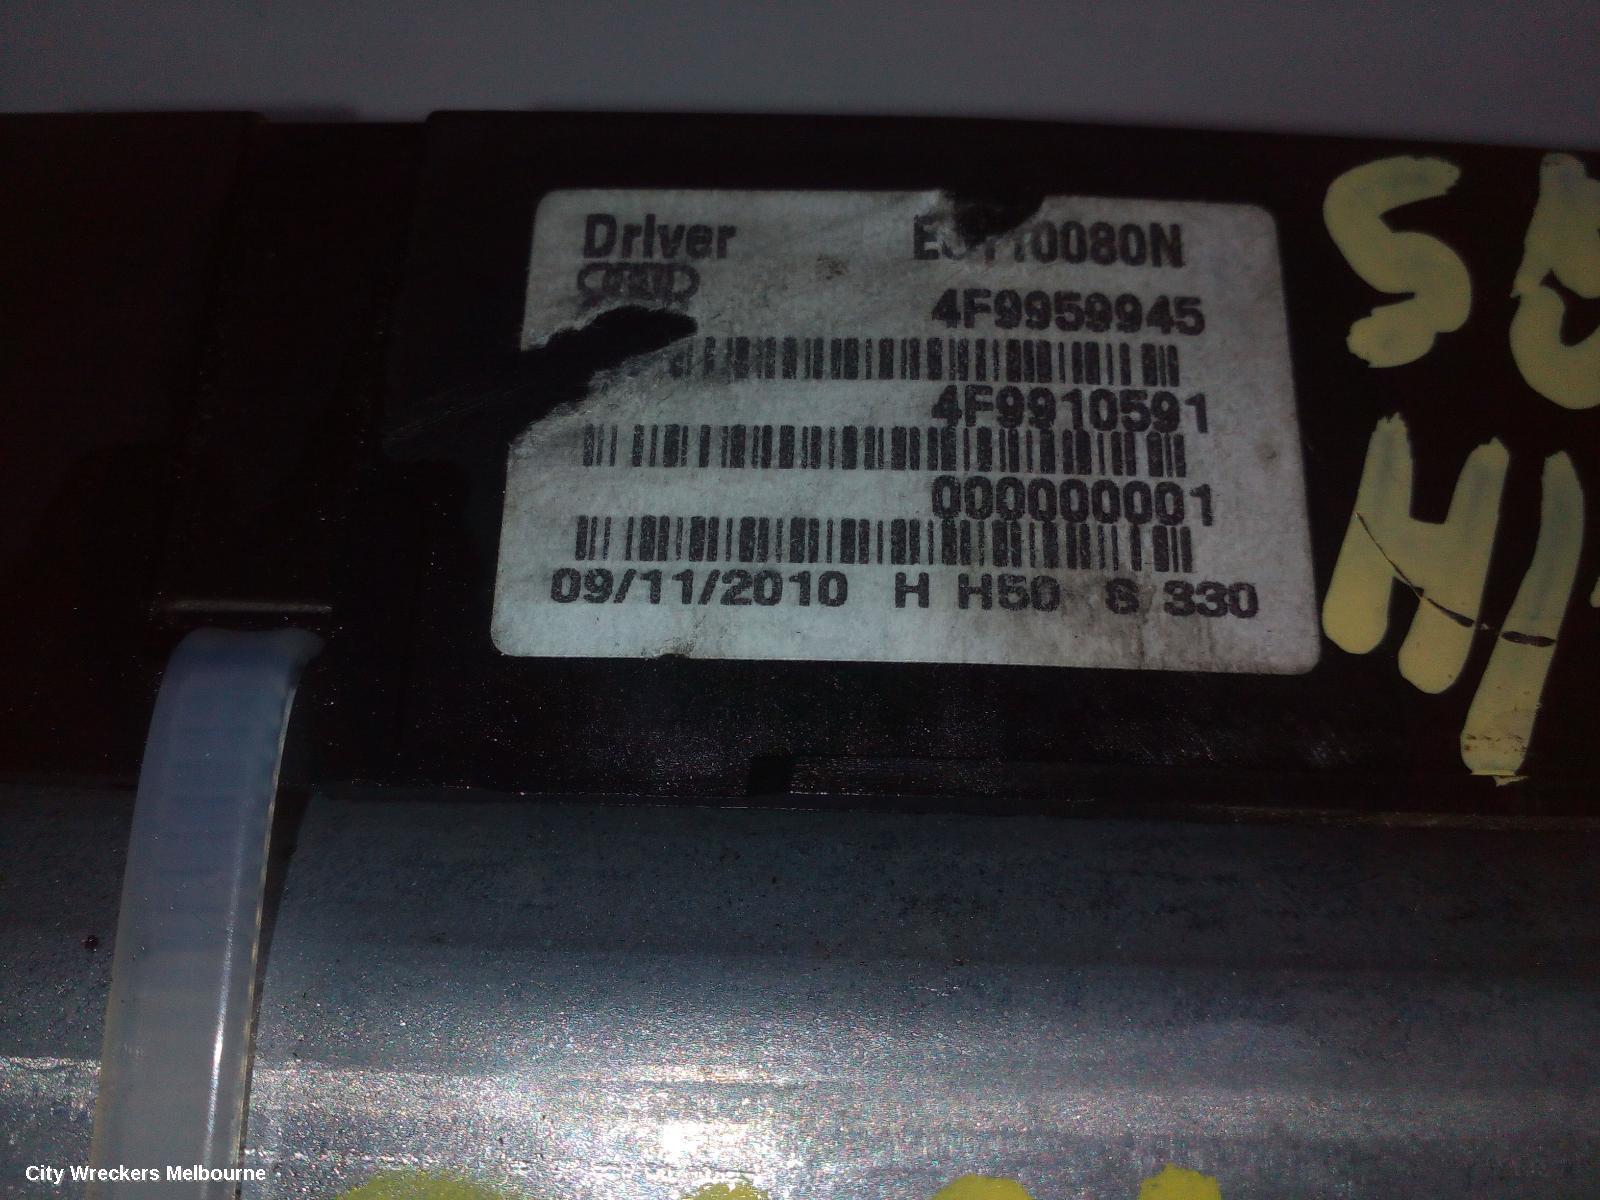 Driver
4F9959945
4F9910591
000000001
09/11/2010 H H50 S 330
City Wreckers Melbourne